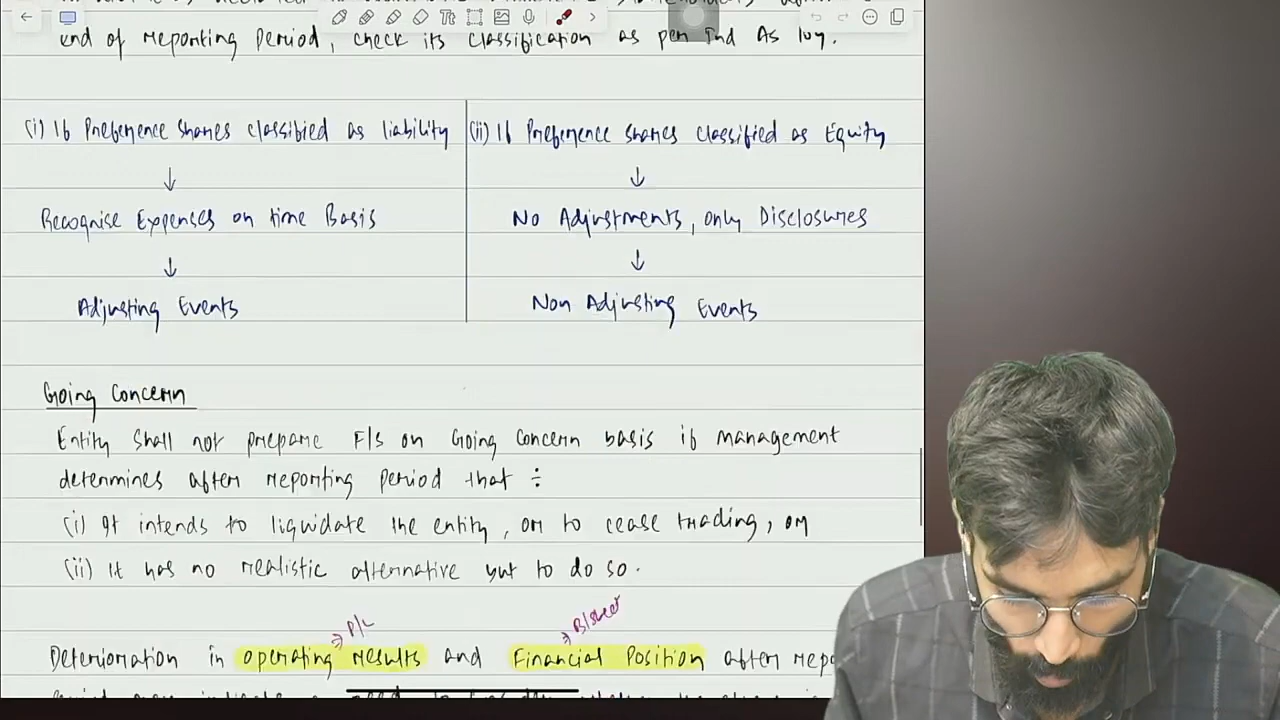 end of reporting period, check its classification as per Ind As 109.
(i) If Preference shares classified as liability
↓
Recognise Expenses on time Basis
↓
Adjusting Events
(ii) If Preference shares classified as Equity
↓
No Adjustments, only Disclosures
↓
Non Adjusting Events
Going Concern
Entity shall not prepare F/S on Going Concern basis if management
determines after reporting period that ÷
(i) It intends to liquidate the entity, or to cease trading, or
(ii) It has no realistic alternative but to do so.
→ P/L
→ B/sheet
Deterioration in operating results and Financial Position after repo